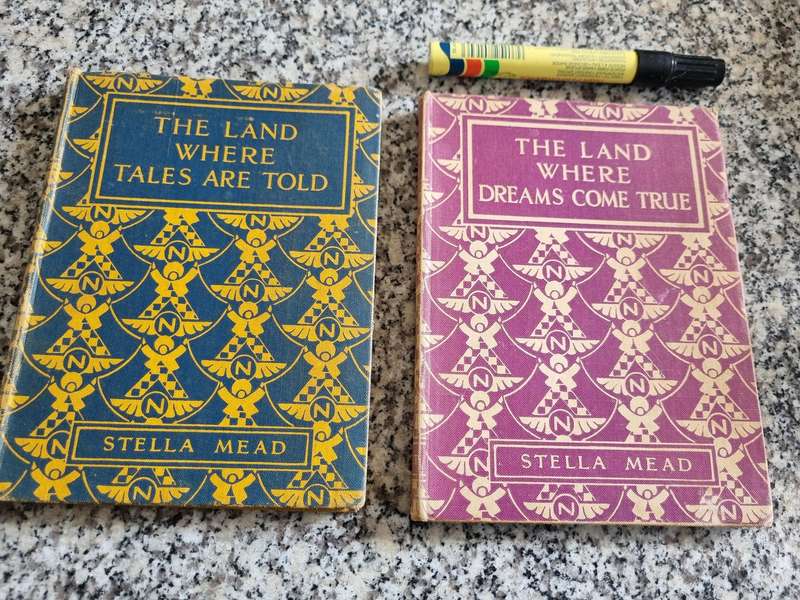 THE LAND
WHERE
TALES ARE TOLD
STELLA MEAD
THE LAND
WHERE
DREAMS COME TRUE
STELLA MEAD
N